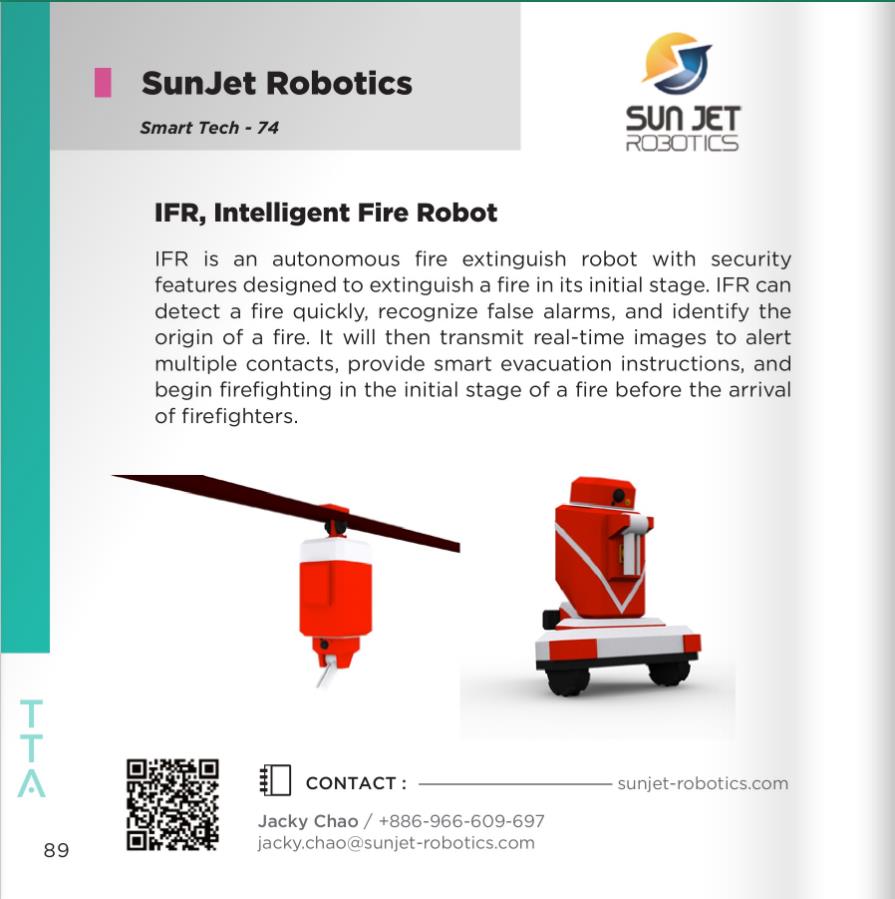 SunJet Robotics
Smart Tech - 74
SUN JET
ROBOTICS
IFR, Intelligent Fire Robot
IFR is an autonomous fire extinguish robot with security
features designed to extinguish a fire in its initial stage. IFR can
detect a fire quickly, recognize false alarms, and identify the
origin of a fire. It will then transmit real-time images to alert
multiple contacts, provide smart evacuation instructions, and
begin firefighting in the initial stage of a fire before the arrival
of firefighters.
TTA
CONTACT : sunjet-robotics.com
Jacky Chao / +886-966-609-697
jacky.chao@sunjet-robotics.com
89